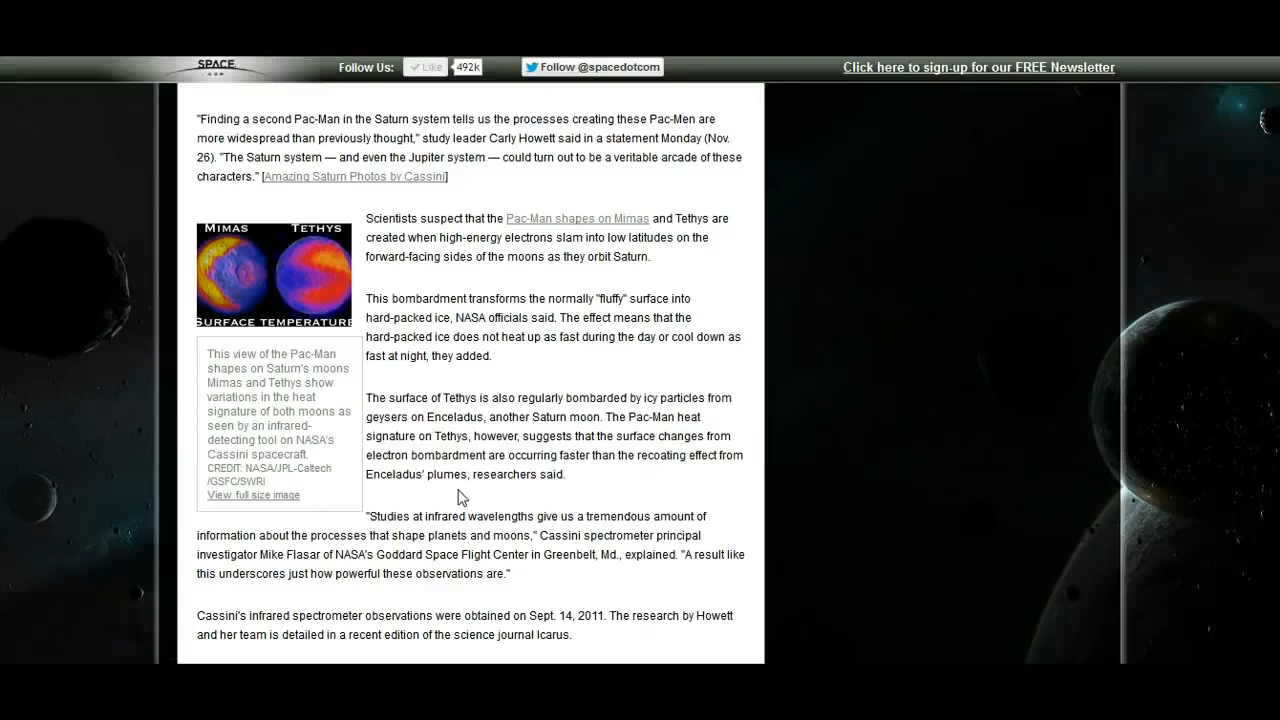 SPACE
.COM
Follow Us:
Like
492k
Follow @spacedotcom
Click here to sign-up for our FREE Newsletter
"Finding a second Pac-Man in the Saturn system tells us the processes creating these Pac-Men are
more widespread than previously thought," study leader Carly Howett said in a statement Monday (Nov.
26). "The Saturn system — and even the Jupiter system — could turn out to be a veritable arcade of these
characters." [Amazing Saturn Photos by Cassini]
MIMAS TETHYS
SURFACE TEMPERATURE
This view of the Pac-Man
shapes on Saturn's moons
Mimas and Tethys show
variations in the heat
signature of both moons as
seen by an infrared-
detecting tool on NASA's
Cassini spacecraft.
CREDIT: NASA/JPL-Caltech
/GSFC/SWRI
View full size image
Scientists suspect that the Pac-Man shapes on Mimas and Tethys are
created when high-energy electrons slam into low latitudes on the
forward-facing sides of the moons as they orbit Saturn.
This bombardment transforms the normally "fluffy" surface into
hard-packed ice, NASA officials said. The effect means that the
hard-packed ice does not heat up as fast during the day or cool down as
fast at night, they added.
The surface of Tethys is also regularly bombarded by icy particles from
geysers on Enceladus, another Saturn moon. The Pac-Man heat
signature on Tethys, however, suggests that the surface changes from
electron bombardment are occurring faster than the recoating effect from
Enceladus' plumes, researchers said.
"Studies at infrared wavelengths give us a tremendous amount of
information about the processes that shape planets and moons," Cassini spectrometer principal
investigator Mike Flasar of NASA's Goddard Space Flight Center in Greenbelt, Md., explained. "A result like
this underscores just how powerful these observations are."
Cassini's infrared spectrometer observations were obtained on Sept. 14, 2011. The research by Howett
and her team is detailed in a recent edition of the science journal Icarus.